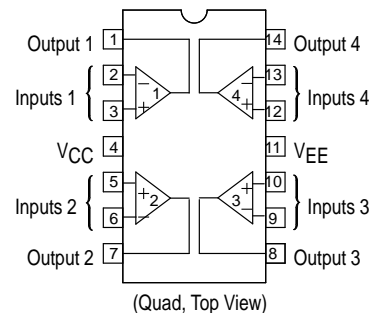 Output 1 1 14 Output 4
2 − − 13
Inputs 1 { 1 4 } Inputs 4
3 + + 12
VCC 4 11 VEE
5 + + 10
Inputs 2 { 2 3 } Inputs 3
6 − − 9
Output 2 7 8 Output 3
(Quad, Top View)